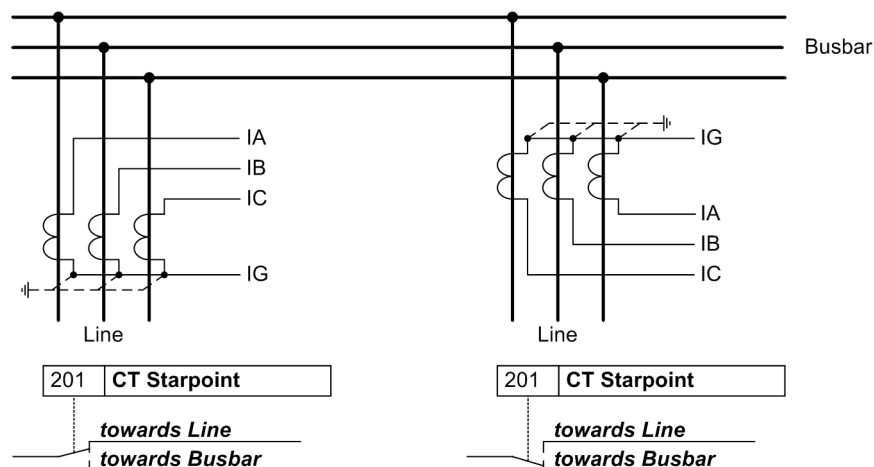 Busbar
IA
IB
IC
IG
IG
IA
IB
IC
Line
Line
201 CT Starpoint
towards Line
towards Busbar
201 CT Starpoint
towards Line
towards Busbar